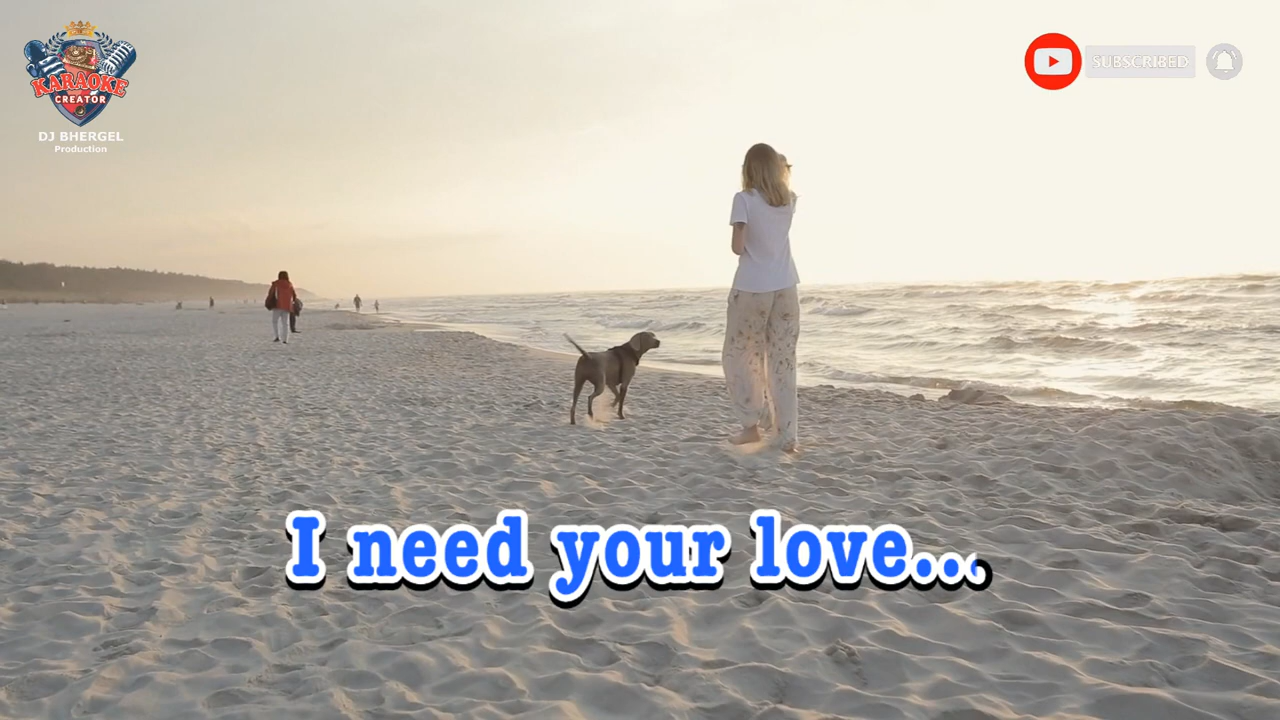 KARAOKE
CREATOR
DJ BHERGEL
Production
SUBSCRIBED
I need your love...